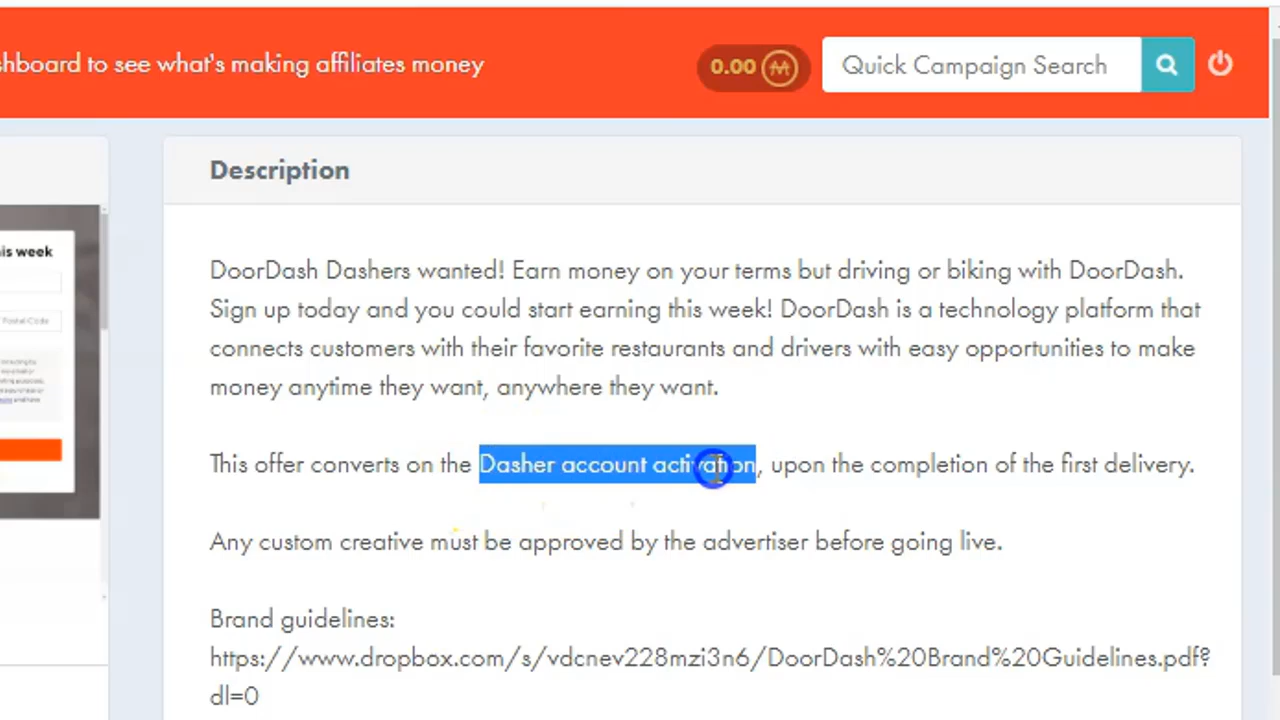 hboard to see what's making affiliates money
0.00
Quick Campaign Search
Description
is week
Postal Code
DoorDash Dashers wanted! Earn money on your terms but driving or biking with DoorDash.
Sign up today and you could start earning this week! DoorDash is a technology platform that
connects customers with their favorite restaurants and drivers with easy opportunities to make
money anytime they want, anywhere they want.
This offer converts on the Dasher account activation, upon the completion of the first delivery.
Any custom creative must be approved by the advertiser before going live.
Brand guidelines:
https://www.dropbox.com/s/vdcnev228mzi3n6/DoorDash%20Brand%20Guidelines.pdf?
dl=0